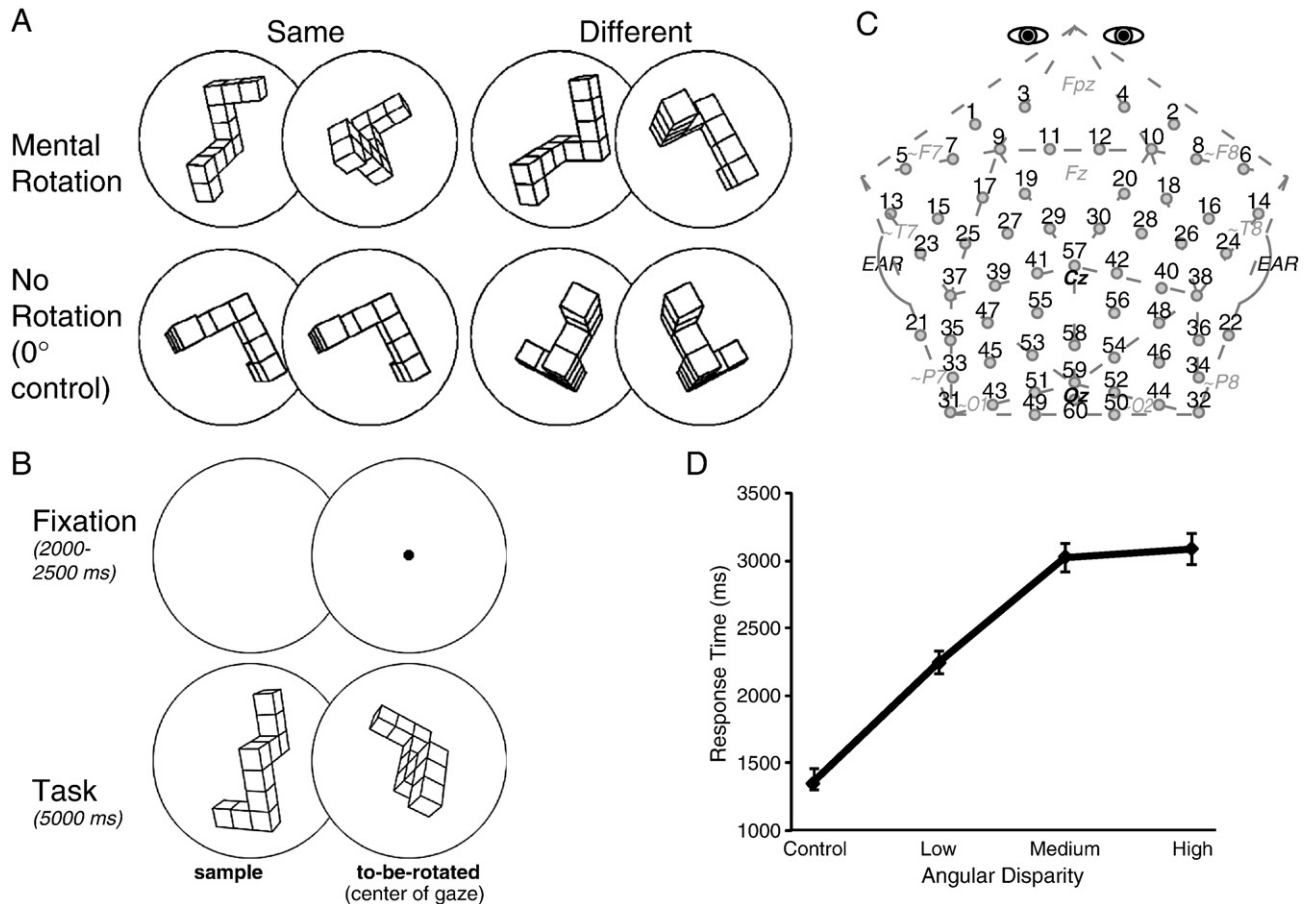 A
Same
Different
Mental
Rotation
No
Rotation
(0°
control)
B
Fixation
(2000-
2500 ms)
Task
(5000 ms)
sample
to-be-rotated
(center of gaze)
C
Fpz
3 4
1 2
7 9 11 12 10 8
5 ~F7 ~F8 6
Fz
17 19 20 18
13 15 16 14
~T7 27 29 30 28 ~T8
23 25 26 24
EAR 57 EAR
41 42
Cz
37 39 40 38
47 55 56 48
21 35 36 22
53 58 54
33 45 46 34
~P7 59 ~P8
51 52
43 Oz 44
31 ~O1 49 60 50 O2 32
D
3500
3000
2500
2000
1500
1000
Response Time (ms)
Control Low Medium High
Angular Disparity